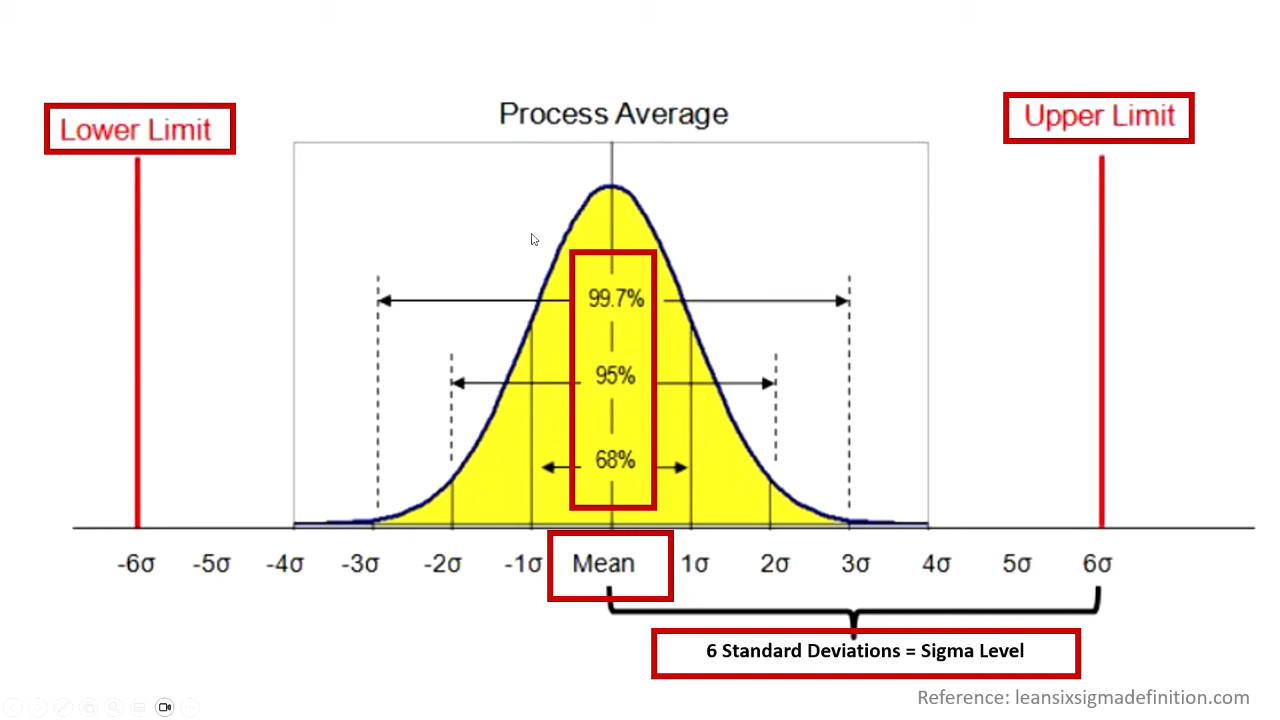 Process Average
Lower Limit
Upper Limit
99.7%
95%
68%
-6σ -5σ -4σ -3σ -2σ -1σ Mean 1σ 2σ 3σ 4σ 5σ 6σ
6 Standard Deviations = Sigma Level
Reference: leansixsigmadefinition.com